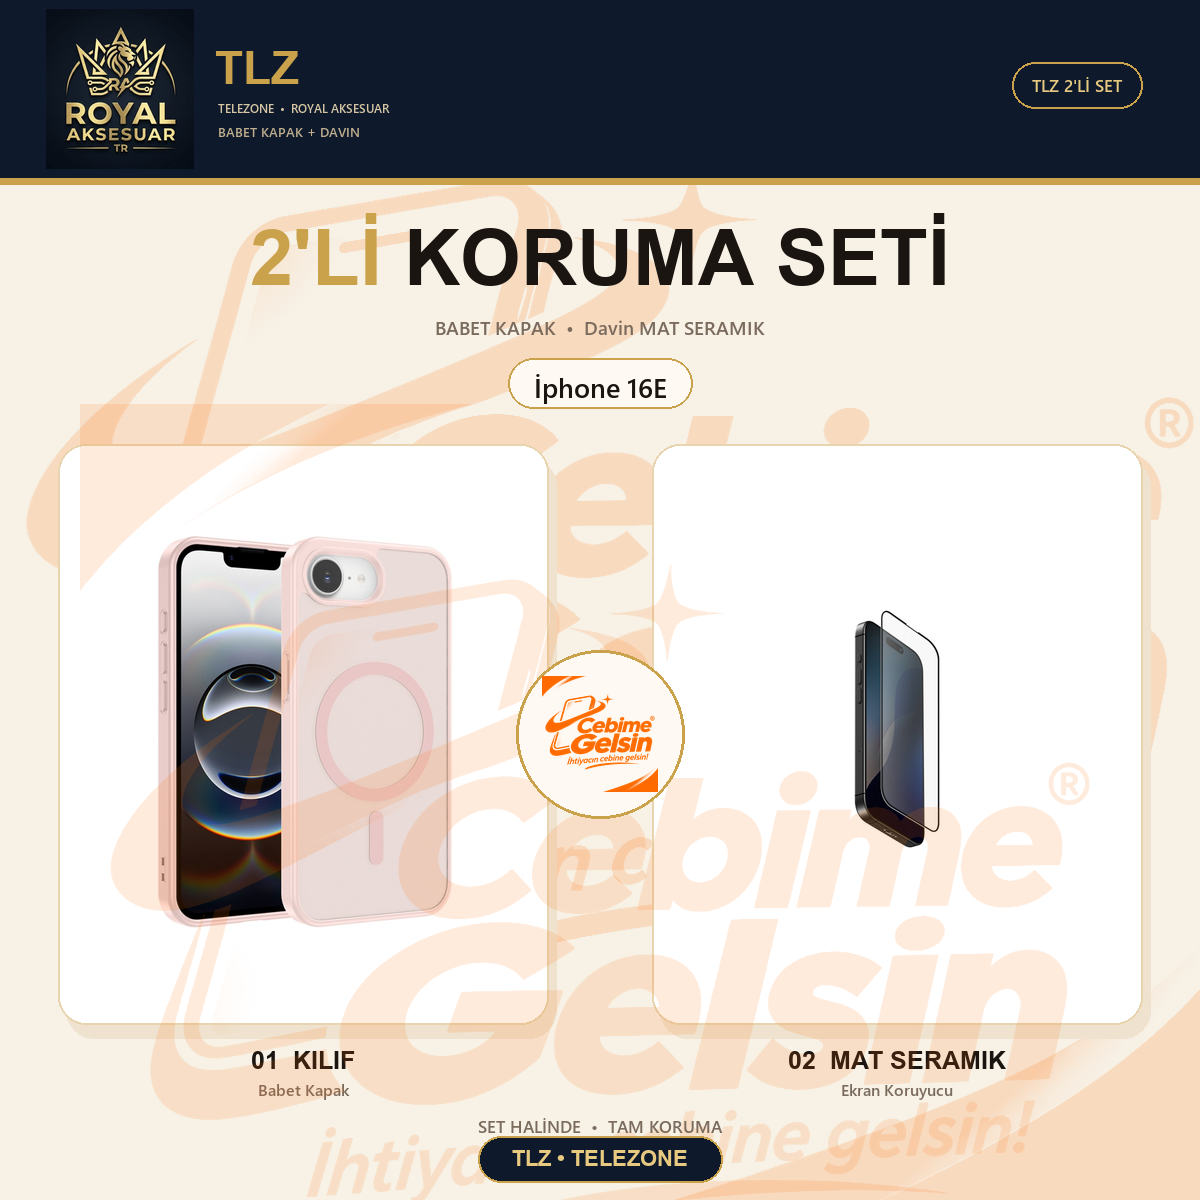 ROYAL
AKSESUAR
TR
TLZ
TELEZONE • ROYAL AKSESUAR
BABET KAPAK + DAVIN
TLZ 2'Lİ SET
2'Lİ KORUMA SETİ
BABET KAPAK • Davin MAT SERAMIK
İphone 16E
Cebime
Gelsin
İhtiyacın cebine gelsin!
Cebime
Gelsin
01 KILIF
Babet Kapak
02 MAT SERAMIK
Ekran Koruyucu
SET HALİNDE • TAM KORUMA
TLZ • TELEZONE